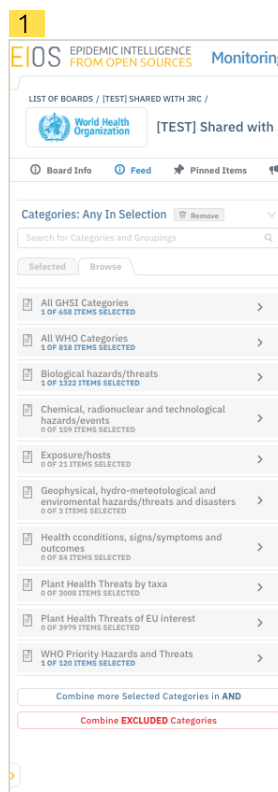 1
EIOS EPIDEMIC INTELLIGENCE
FROM OPEN SOURCES
Monitoring
LIST OF BOARDS / [TEST] SHARED WITH JRC /
World Health
Organization
[TEST] Shared with
Board Info Feed Pinned Items
Categories: Any In Selection Remove
Search for Categories and Groupings
Selected Browse
All GHSI Categories
1 OF 658 ITEMS SELECTED
All WHO Categories
1 OF 818 ITEMS SELECTED
Biological hazards/threats
1 OF 1322 ITEMS SELECTED
Chemical, radionuclear and technological
hazards/events
0 OF 159 ITEMS SELECTED
Exposure/hosts
0 OF 21 ITEMS SELECTED
Geophysical, hydro-meteotological and
enviromental hazards/threats and disasters
0 OF 3 ITEMS SELECTED
Health cconditions, signs/symptoms and
outcomes
0 OF 84 ITEMS SELECTED
Plant Health Threats by taxa
0 OF 3008 ITEMS SELECTED
Plant Health Threats of EU interest
0 OF 3979 ITEMS SELECTED
WHO Priority Hazards and Threats
1 OF 120 ITEMS SELECTED
Combine more Selected Categories in AND
Combine EXCLUDED Categories